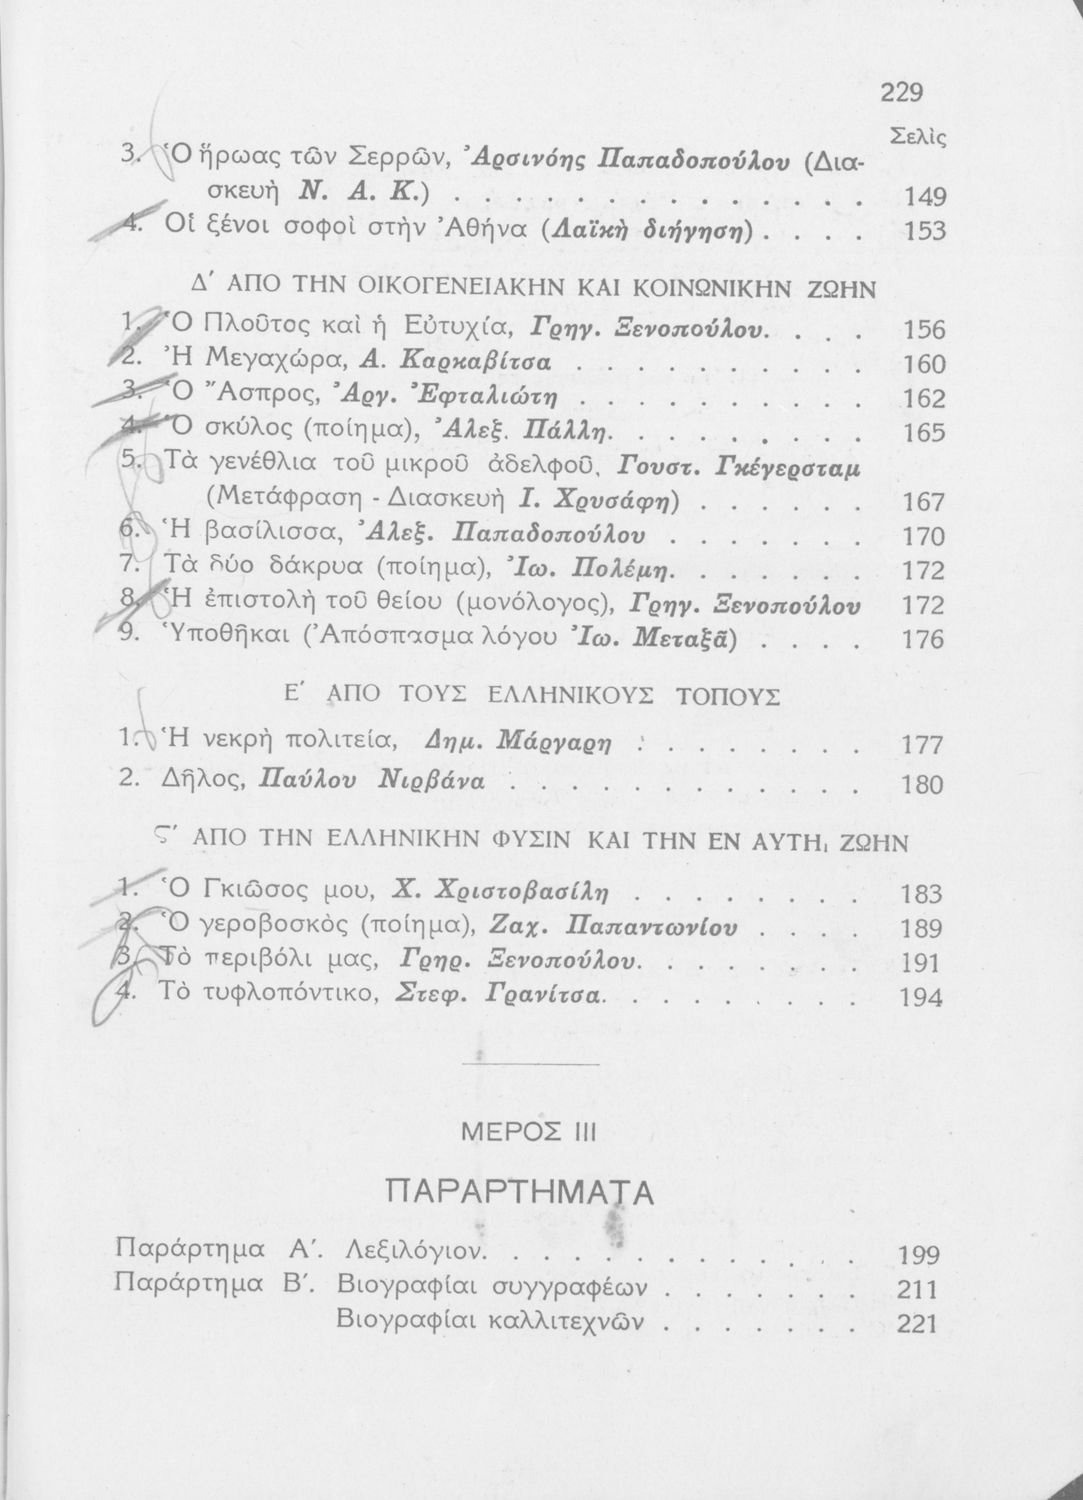 229
Σελὶς
3. Ὁ ἥρωας τῶν Σερρῶν, Ἀρσινόης Παπαδοπούλου (Δια-
σκευὴ Ν. Α. Κ.) . . . . . . . . . . . . . . 149
4. Οἱ ξένοι σοφοὶ στὴν Ἀθήνα (Λαϊκὴ διήγηση) . . . . 153
Δ′ ΑΠΟ ΤΗΝ ΟΙΚΟΓΕΝΕΙΑΚΗΝ ΚΑΙ ΚΟΙΝΩΝΙΚΗΝ ΖΩΗΝ
1. Ὁ Πλοῦτος καὶ ἡ Εὐτυχία, Γρηγ. Ξενοπούλου. . . . 156
2. Ἡ Μεγαχώρα, Α. Καρκαβίτσα . . . . . . . . . . 160
3. Ὁ Ἄσπρος, Ἀργ. Ἐφταλιώτη . . . . . . . . . . 162
4. Ὁ σκύλος (ποίημα), Ἀλεξ. Πάλλη. . . . . . . . . 165
5. Τὰ γενέθλια τοῦ μικροῦ ἀδελφοῦ, Γουστ. Γκέγερσταμ
(Μετάφραση - Διασκευὴ Ι. Χρυσάφη) . . . . . . 167
6. Ἡ βασίλισσα, Ἀλεξ. Παπαδοπούλου . . . . . . . 170
7. Τὰ δύο δάκρυα (ποίημα), Ἰω. Πολέμη. . . . . . . 172
8. Ἡ ἐπιστολὴ τοῦ θείου (μονόλογος), Γρηγ. Ξενοπούλου 172
9. Ὑποθῆκαι (Ἀπόσπασμα λόγου Ἰω. Μεταξᾶ) . . . . 176
Ε′ ΑΠΟ ΤΟΥΣ ΕΛΛΗΝΙΚΟΥΣ ΤΟΠΟΥΣ
1. Ἡ νεκρὴ πολιτεία, Δημ. Μάργαρη . . . . . . . . 177
2. Δῆλος, Παύλου Νιρβάνα . . . . . . . . . . . . 180
Ϛ′ ΑΠΟ ΤΗΝ ΕΛΛΗΝΙΚΗΝ ΦΥΣΙΝ ΚΑΙ ΤΗΝ ΕΝ ΑΥΤΗι ΖΩΗΝ
1. Ὁ Γκιῶσος μου, Χ. Χριστοβασίλη . . . . . . . . 183
2. Ὁ γεροβοσκὸς (ποίημα), Ζαχ. Παπαντωνίου . . . . 189
3. Τὸ περιβόλι μας, Γρηρ. Ξενοπούλου. . . . . . . . 191
4. Τὸ τυφλοπόντικο, Στεφ. Γρανίτσα. . . . . . . . . 194
ΜΕΡΟΣ ΙΙΙ
ΠΑΡΑΡΤΗΜΑΤΑ
Παράρτημα Α′. Λεξιλόγιον. . . . . . . . . . . . . 199
Παράρτημα Β′. Βιογραφίαι συγγραφέων . . . . . . . 211
Βιογραφίαι καλλιτεχνῶν . . . . . . . 221